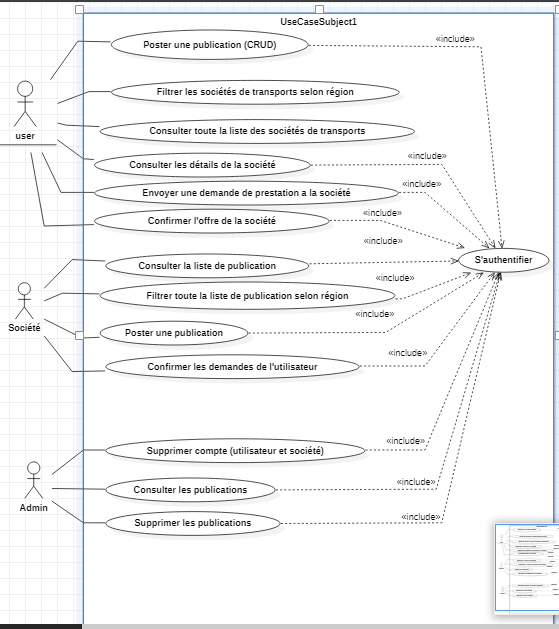 UseCaseSubject1
Poster une publication (CRUD)
«include»
Filtrer les sociétés de transports selon région
user
Consulter toute la liste des sociétés de transports
Consulter les détails de la société
«include»
Envoyer une demande de prestation a la société
«include»
Confirmer l'offre de la société
«include»
«include»
S'authentifier
Consulter la liste de publication
«include»
Filtrer toute la liste de publication selon région
Société
Poster une publication
«include»
Confirmer les demandes de l'utilisateur
«include»
Supprimer compte (utilisateur et société)
«include»
Consulter les publications
«include»
Admin
Supprimer les publications
«include»